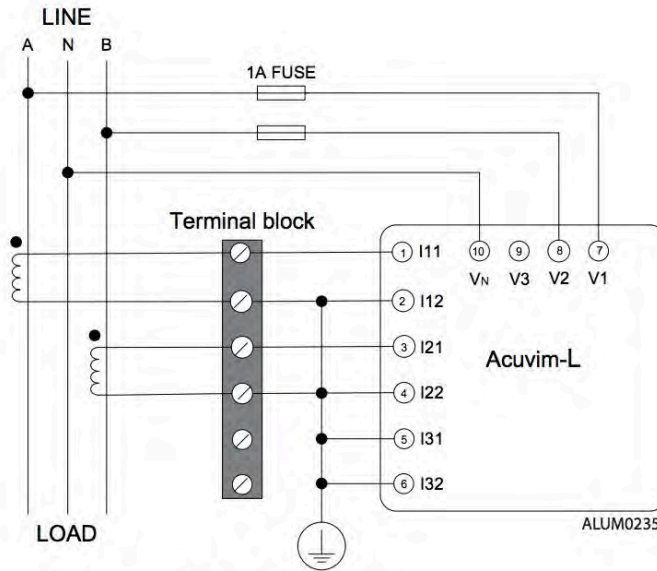 LINE
A N B
1A FUSE
Terminal block
1 I11
2 I12
3 I21
4 I22
5 I31
6 I32
10 9 8 7
VN V3 V2 V1
Acuvim-L
LOAD
ALUM0235